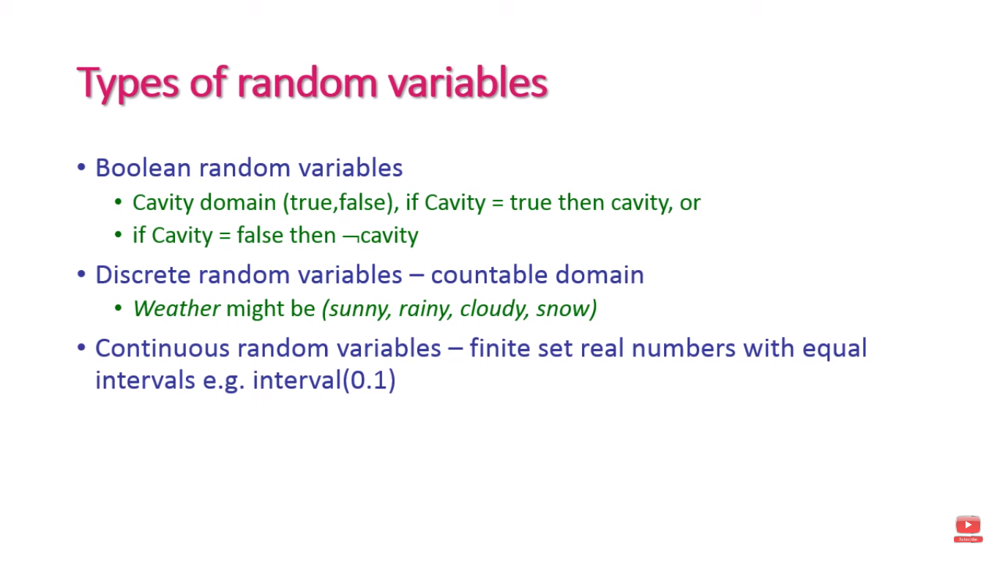 Types of random variables
• Boolean random variables
• Cavity domain (true,false), if Cavity = true then cavity, or
• if Cavity = false then ¬cavity
• Discrete random variables – countable domain
• Weather might be (sunny, rainy, cloudy, snow)
• Continuous random variables – finite set real numbers with equal
intervals e.g. interval(0.1)
Subscribe